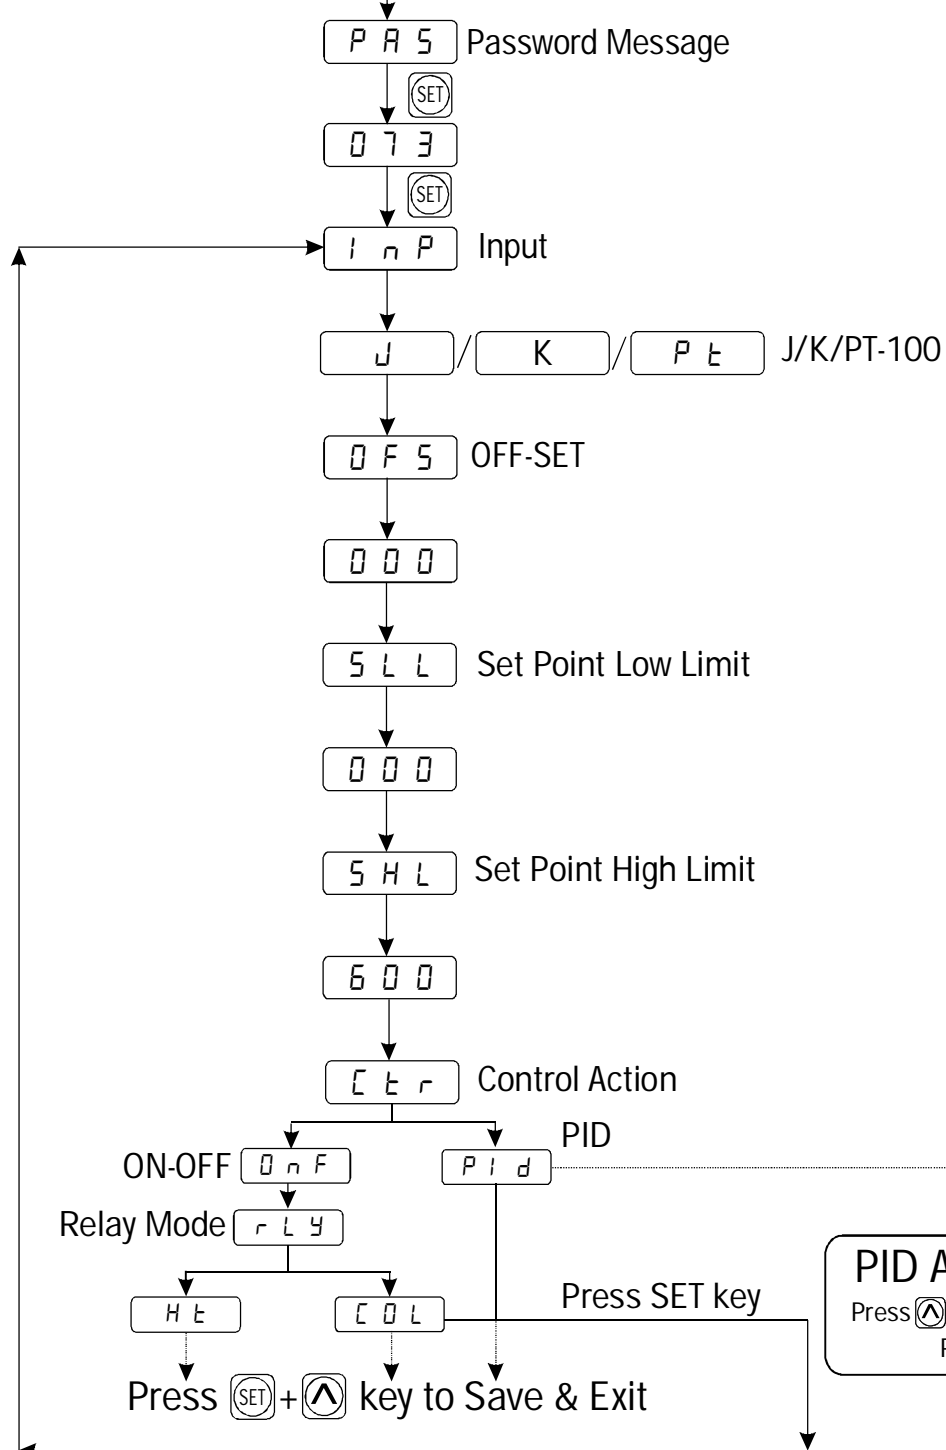 PAS Password Message
SET
073
SET
InP Input
J / K / Pt J/K/PT-100
OFS OFF-SET
000
SLL Set Point Low Limit
000
SHL Set Point High Limit
600
Ctr Control Action
PID
ON-OFF OnF PId
Relay Mode rLY
PID A
Press SET key
Ht COL
Press
P
Press SET + key to Save & Exit